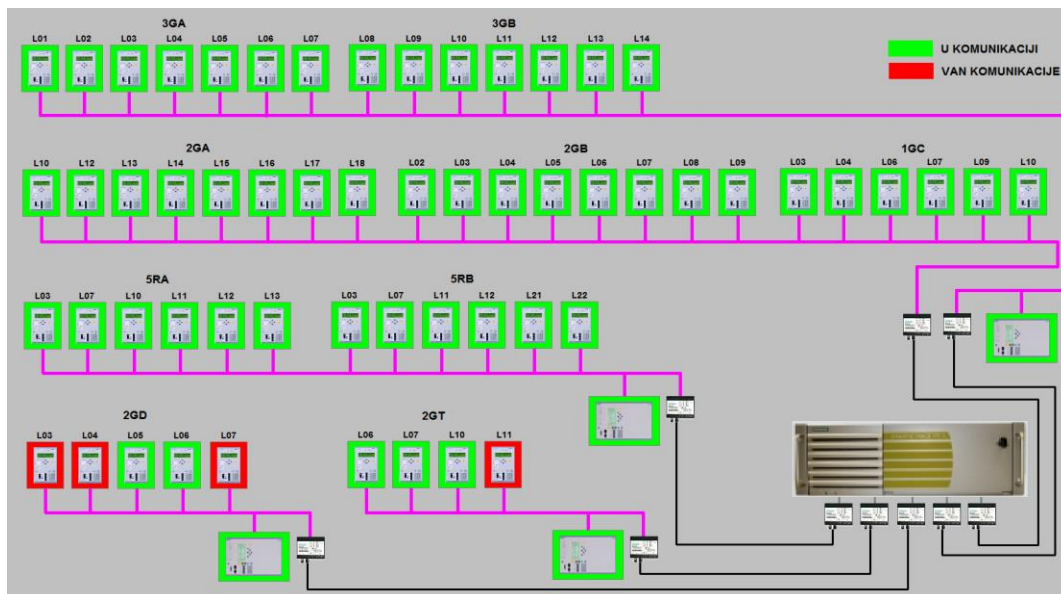 3GA 3GB
L01 L02 L03 L04 L05 L06 L07 L08 L09 L10 L11 L12 L13 L14
U KOMUNIKACIJI
VAN KOMUNIKACIJE
2GA 2GB 1GC
L10 L12 L13 L14 L15 L16 L17 L18 L02 L03 L04 L05 L06 L07 L08 L09 L03 L04 L06 L07 L09 L10
5RA 5RB
L03 L07 L10 L11 L12 L13 L03 L07 L11 L12 L21 L22
2GD 2GT
L03 L04 L05 L06 L07 L06 L07 L10 L11